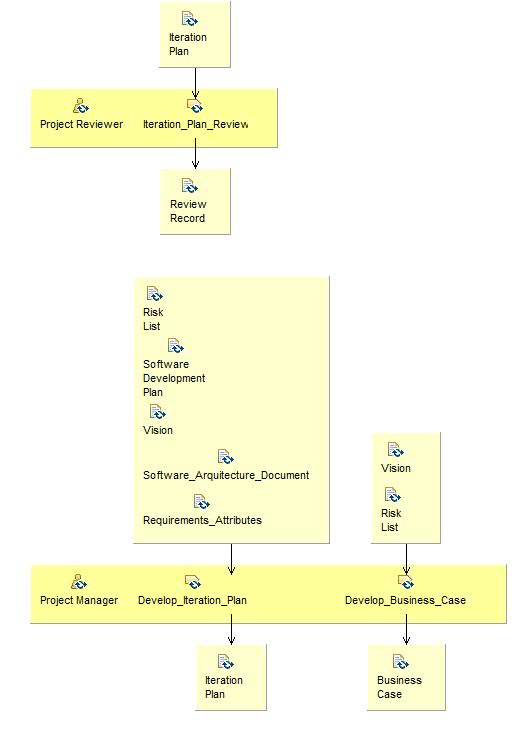 Iteration
Plan
Project Reviewer
Iteration_Plan_Review
Review
Record
Risk
List
Software
Development
Plan
Vision
Software_Arquitecture_Document
Requirements_Attributes
Vision
Risk
List
Project Manager
Develop_Iteration_Plan
Develop_Business_Case
Iteration
Plan
Business
Case